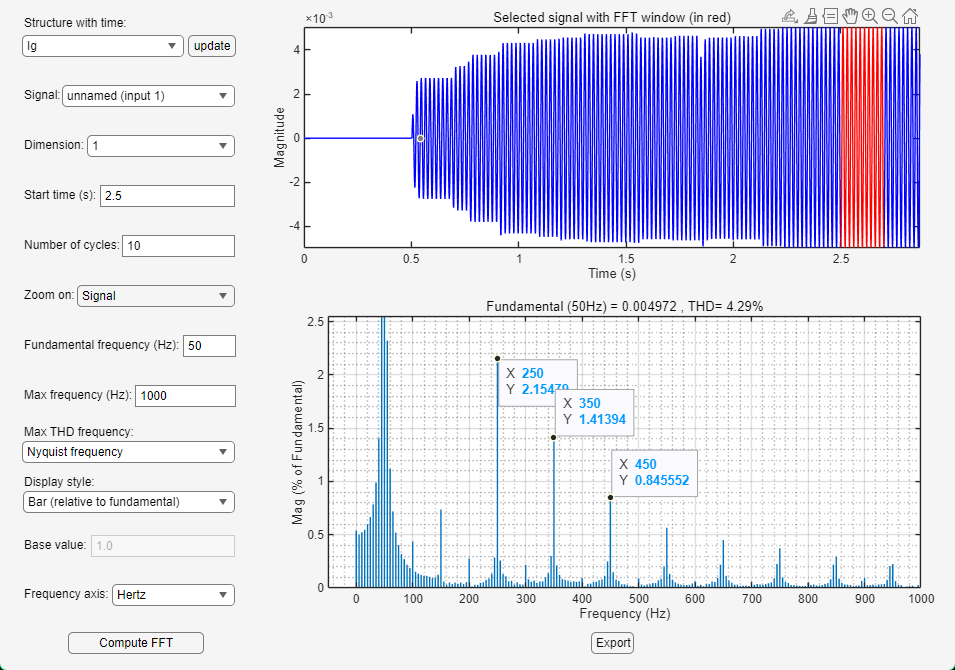 Structure with time:
Ig
update
Signal: unnamed (input 1)
Dimension: 1
Start time (s): 2.5
Number of cycles: 10
Zoom on: Signal
Fundamental frequency (Hz): 50
Max frequency (Hz): 1000
Max THD frequency:
Nyquist frequency
Display style:
Bar (relative to fundamental)
Base value: 1.0
Frequency axis: Hertz
Compute FFT
×10-3
Selected signal with FFT window (in red)
Magnitude
4
2
0
-2
-4
0 0.5 1 1.5 2 2.5
Time (s)
Fundamental (50Hz) = 0.004972 , THD= 4.29%
Mag (% of Fundamental)
2.5
2
1.5
1
0.5
0
X 250
Y 2.15479
X 350
Y 1.41394
X 450
Y 0.845552
0 100 200 300 400 500 600 700 800 900 1000
Frequency (Hz)
Export